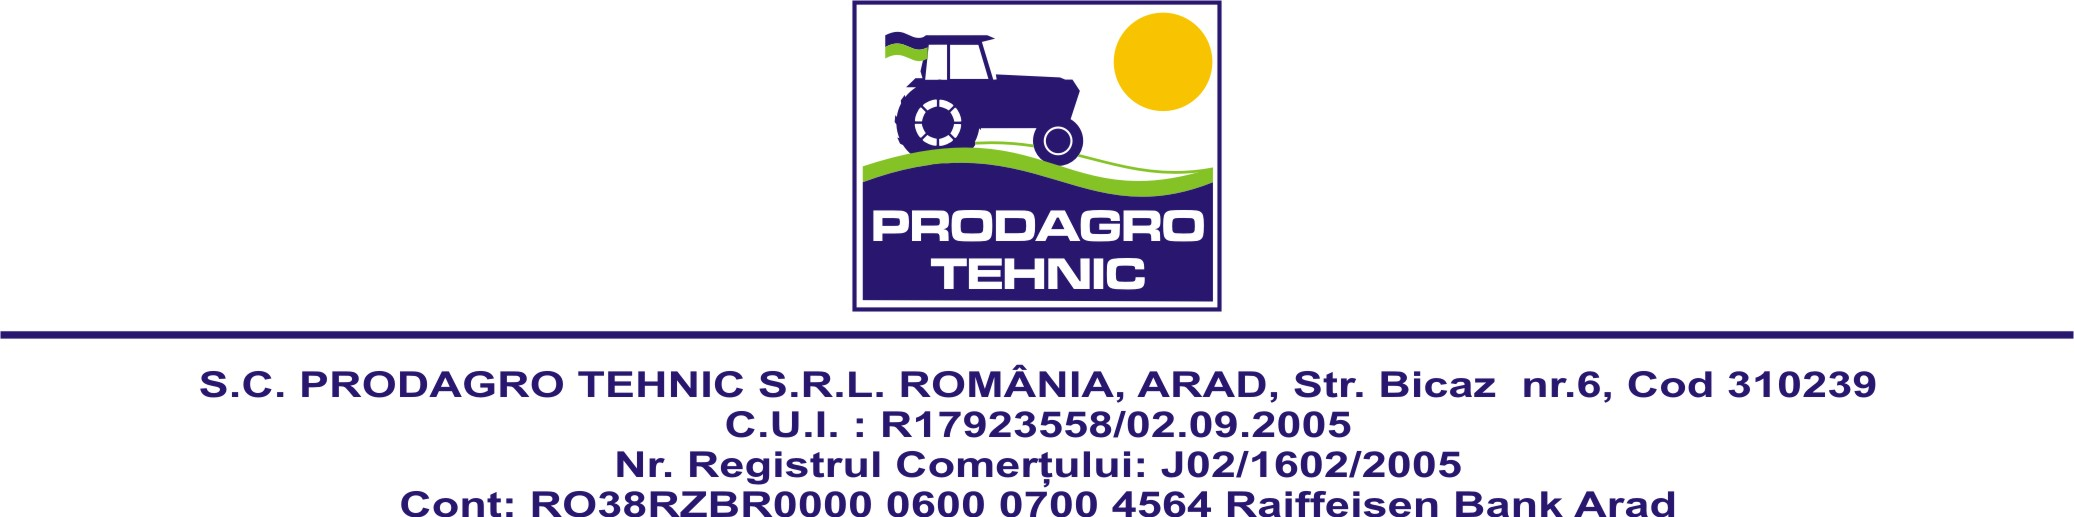 PRODAGRO
TEHNIC
S.C. PRODAGRO TEHNIC S.R.L. ROMÂNIA, ARAD, Str. Bicaz  nr.6, Cod 310239
C.U.I. : R17923558/02.09.2005
Nr. Registrul Comerțului: J02/1602/2005
Cont: RO38RZBR0000 0600 0700 4564 Raiffeisen Bank Arad